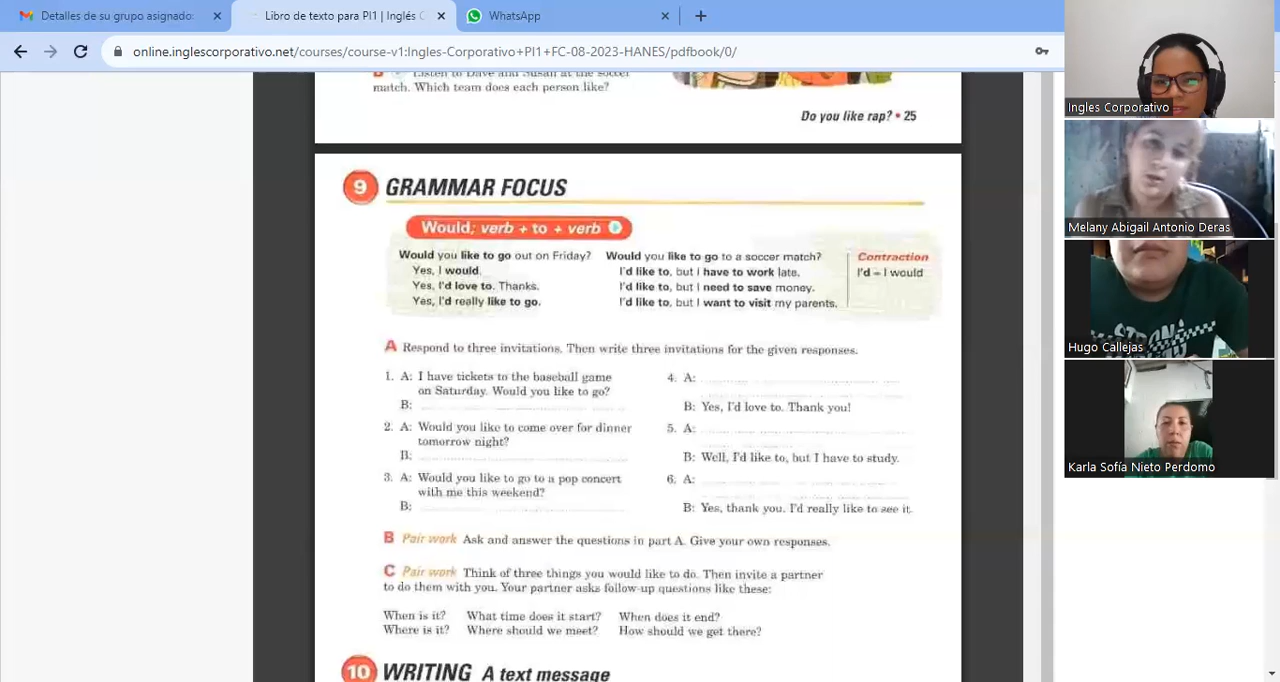 Detalles de su grupo asignado:
Libro de texto para PI1 | Inglés C
WhatsApp
online.inglescorporativo.net/courses/course-v1:Ingles-Corporativo+PI1+FC-08-2023-HANES/pdfbook/0/
B Listen to Dave and Susan at the soccer
match. Which team does each person like?
Do you like rap? • 25
9 GRAMMAR FOCUS
Would; verb + to + verb
Would you like to go out on Friday?
Yes, I would.
Yes, I'd love to. Thanks.
Yes, I'd really like to go.
Would you like to go to a soccer match?
I'd like to, but I have to work late.
I'd like to, but I need to save money.
I'd like to, but I want to visit my parents.
Contraction
I'd = I would
A Respond to three invitations. Then write three invitations for the given responses.
1. A: I have tickets to the baseball game
on Saturday. Would you like to go?
B:
2. A: Would you like to come over for dinner
tomorrow night?
B:
3. A: Would you like to go to a pop concert
with me this weekend?
B:
4. A:
B: Yes, I'd love to. Thank you!
5. A:
B: Well, I'd like to, but I have to study.
6. A:
B: Yes, thank you. I'd really like to see it.
B Pair work Ask and answer the questions in part A. Give your own responses.
C Pair work Think of three things you would like to do. Then invite a partner
to do them with you. Your partner asks follow-up questions like these:
When is it? What time does it start? When does it end?
Where is it? Where should we meet? How should we get there?
10 WRITING A text message
Ingles Corporativo
Melany Abigail Antonio Deras
Hugo Callejas
Karla Sofía Nieto Perdomo